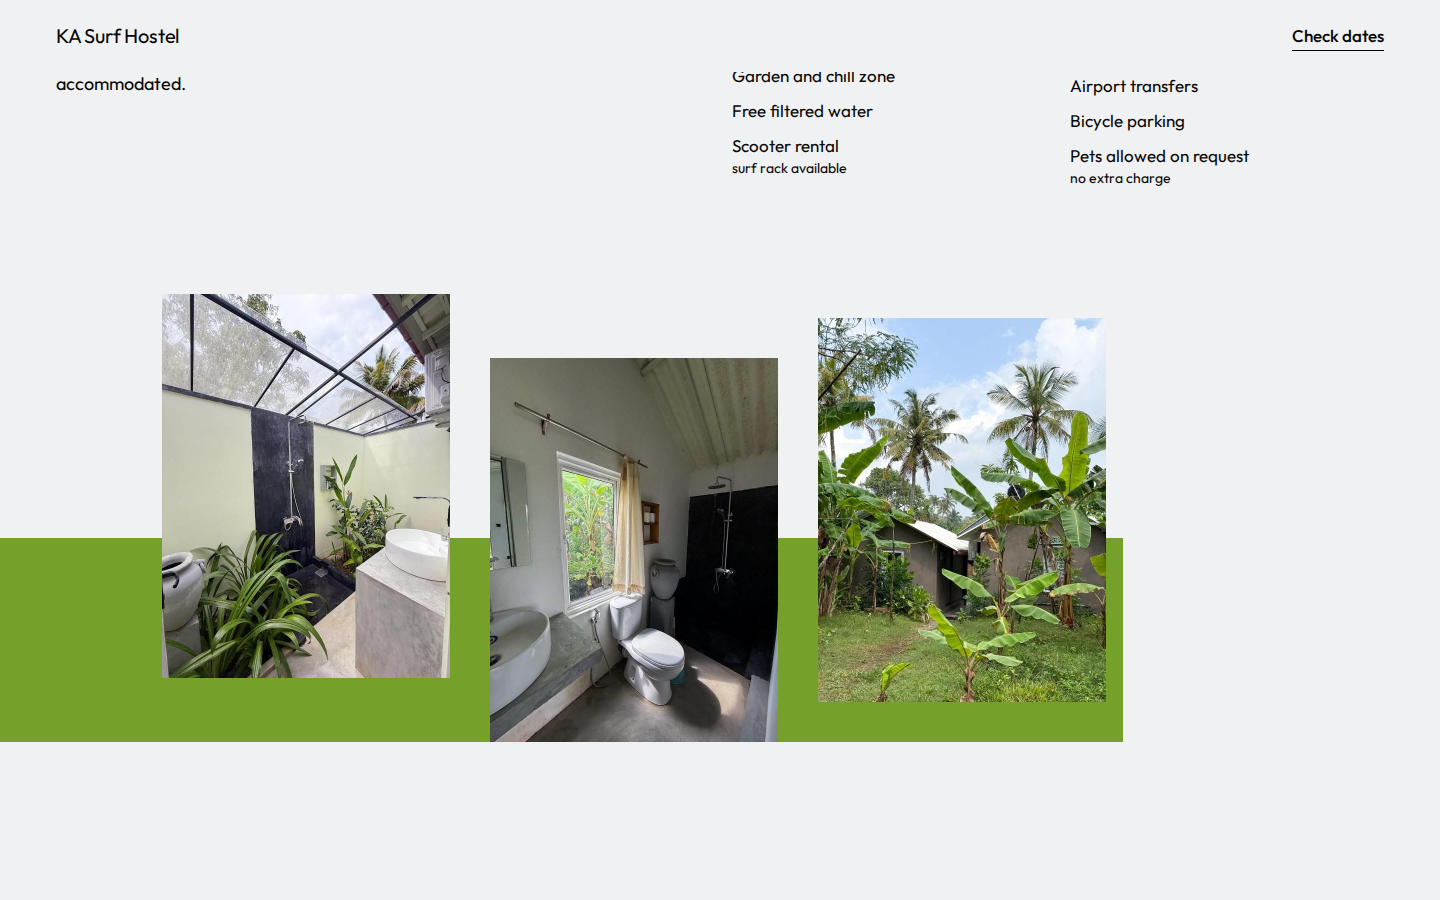 KA Surf Hostel
Check dates
accommodated.
Garden and chill zone
Free filtered water
Scooter rental
surf rack available
Airport transfers
Bicycle parking
Pets allowed on request
no extra charge